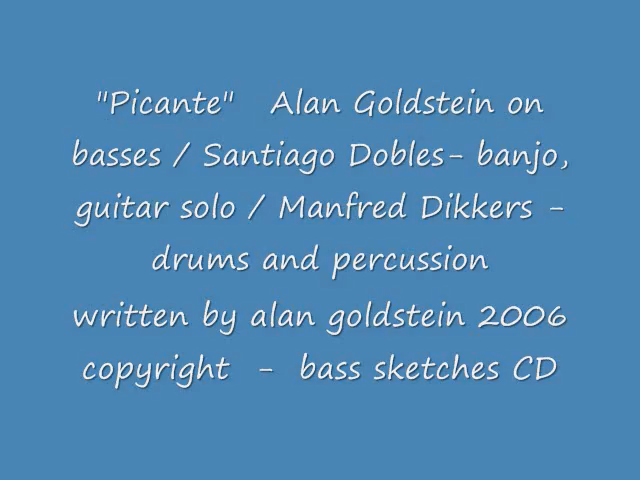 "Picante"   Alan Goldstein on
basses / Santiago Dobles- banjo,
guitar solo / Manfred Dikkers -
drums and percussion
written by alan goldstein 2006
copyright  -  bass sketches CD